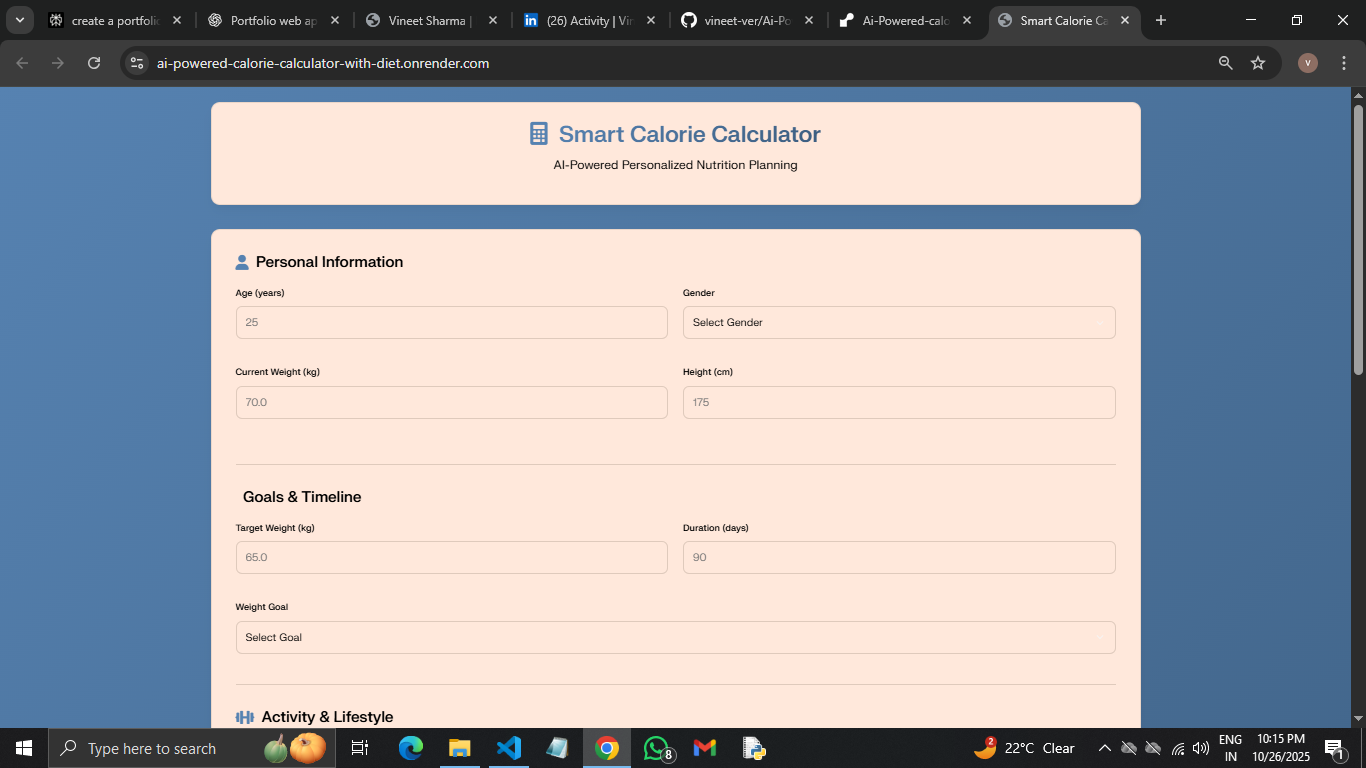 create a portfolio
Portfolio web ap
Vineet Sharma |
in (26) Activity | Vin
vineet-ver/Ai-Po
Ai-Powered-calo
Smart Calorie Ca
ai-powered-calorie-calculator-with-diet.onrender.com
V
Smart Calorie Calculator
AI-Powered Personalized Nutrition Planning
Personal Information
Age (years) Gender
25 Select Gender
Current Weight (kg) Height (cm)
70.0 175
Goals & Timeline
Target Weight (kg) Duration (days)
65.0 90
Weight Goal
Select Goal
Activity & Lifestyle
Type here to search
8
2
22°C Clear
ENG
IN
10:15 PM
10/26/2025
1